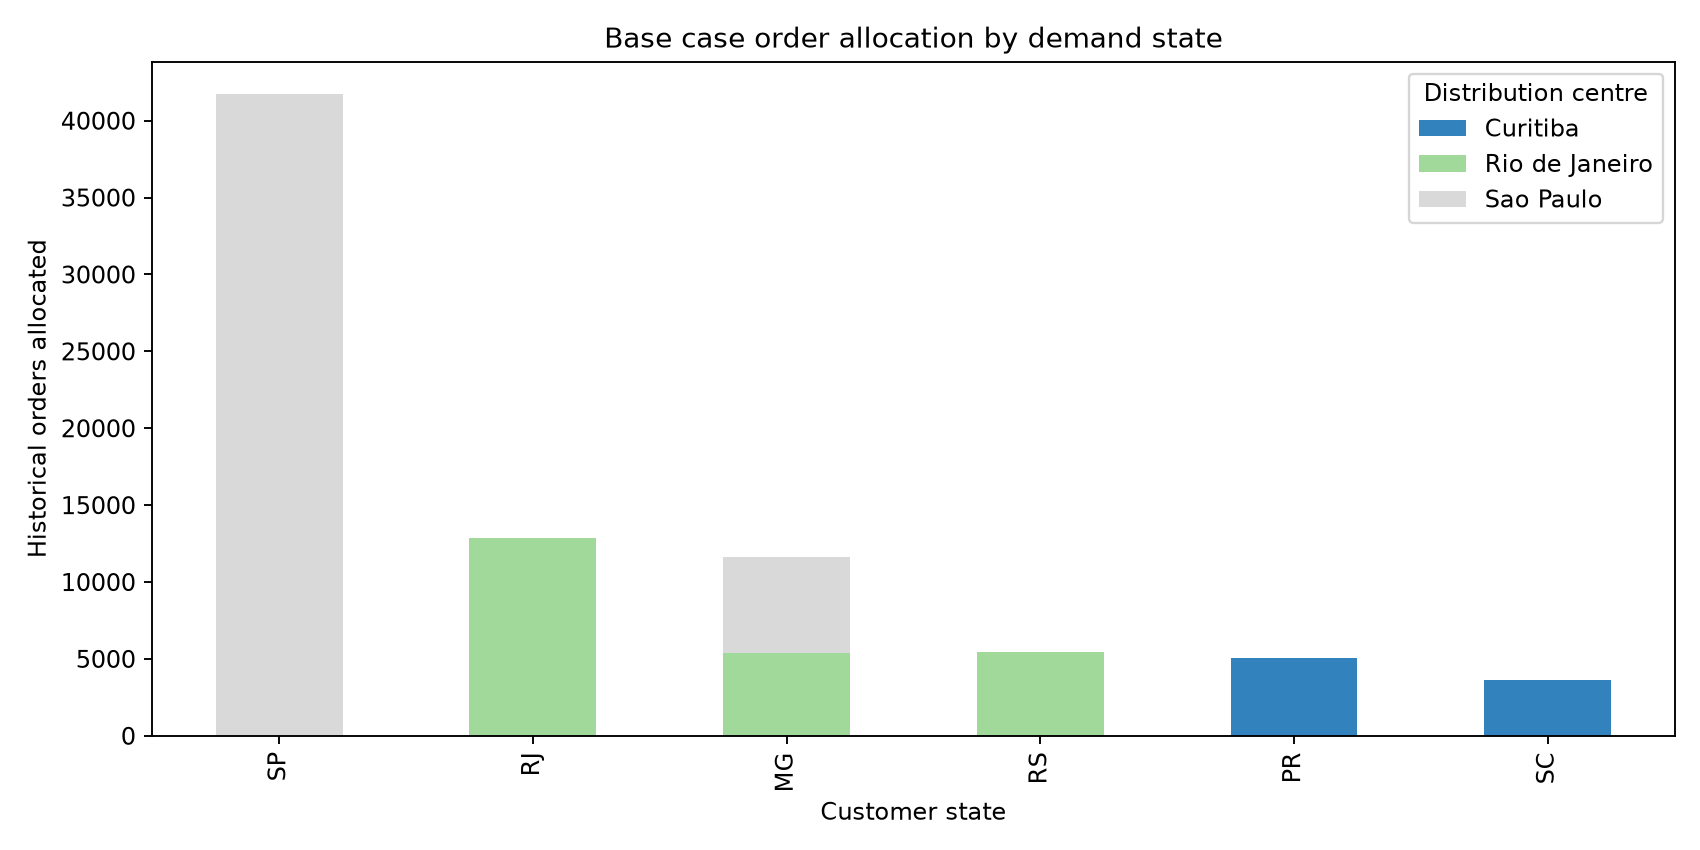 Base case order allocation by demand state
Distribution centre
Curitiba
Rio de Janeiro
Sao Paulo
Historical orders allocated
40000
35000
30000
25000
20000
15000
10000
5000
0
SP
RJ
MG
RS
PR
SC
Customer state